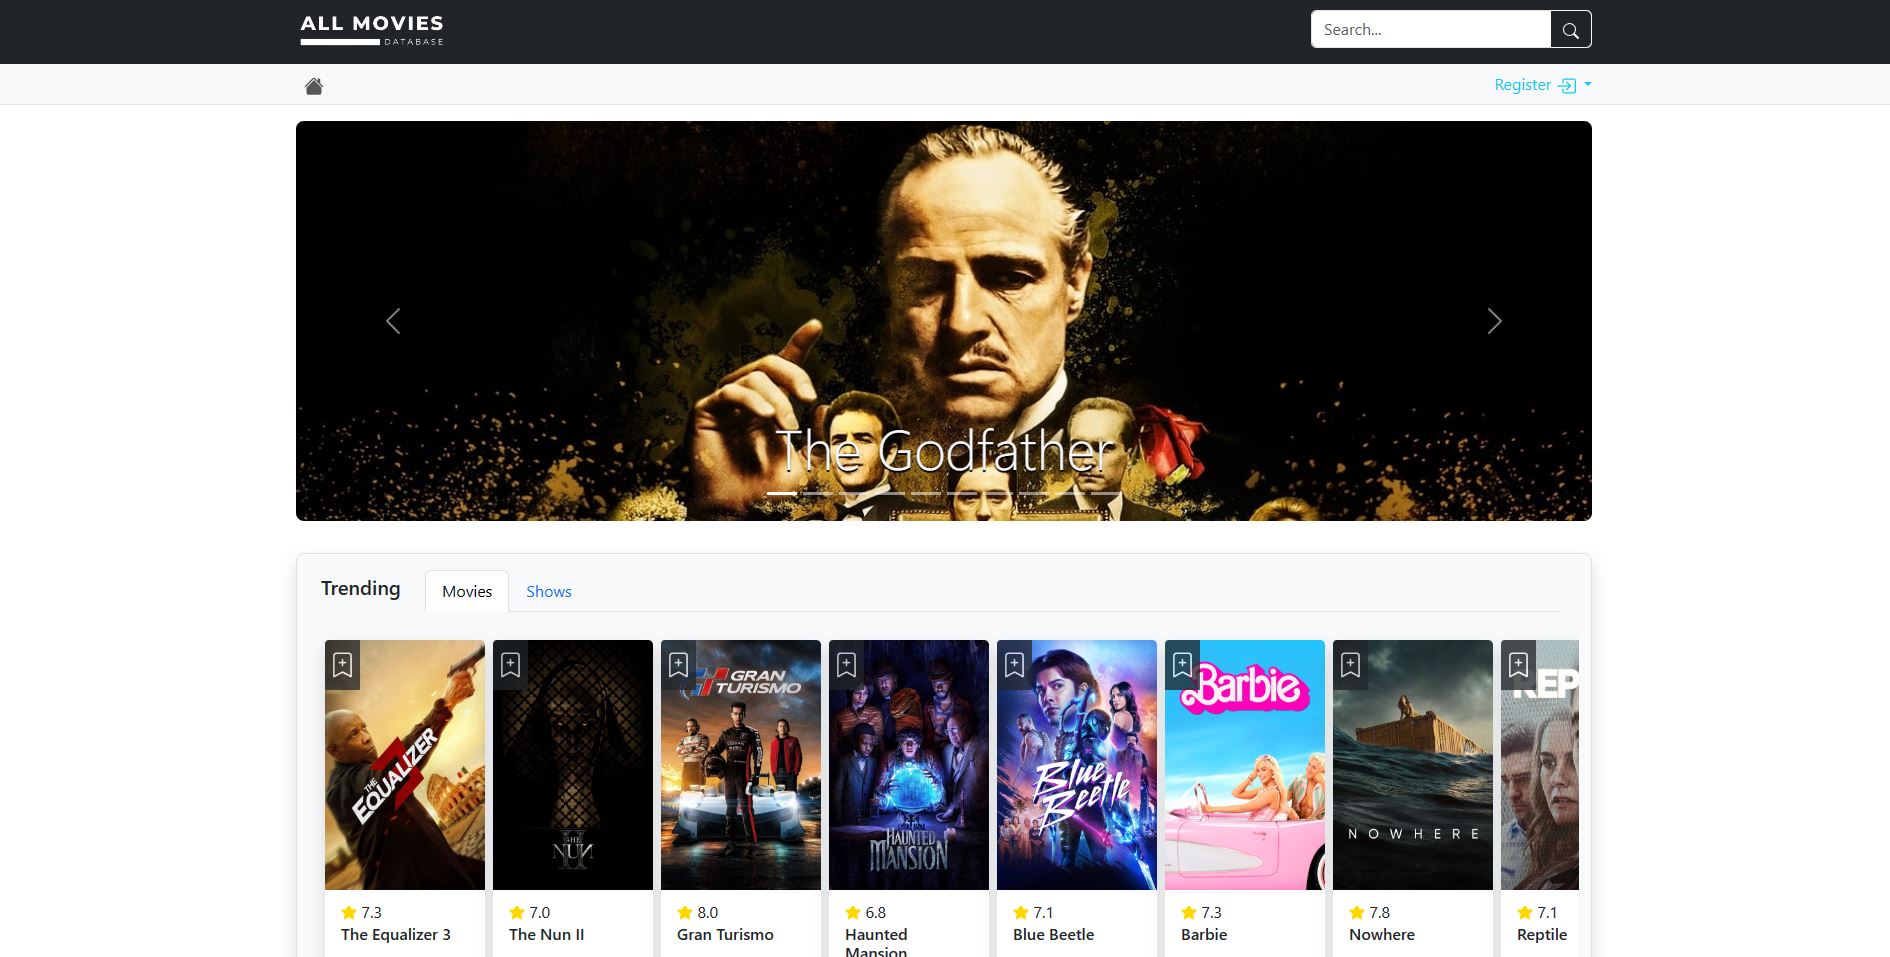 ALL MOVIES
DATABASE
Search...
Register
The Godfather
Trending
Movies
Shows
THE
EQUALIZER
THE
NUN
GRAN
TURISMO
HAUNTED
MANSION
Blue
Beetle
Barbie
NOWHERE
REP
7.3
The Equalizer 3
7.0
The Nun II
8.0
Gran Turismo
6.8
Haunted
Mansion
7.1
Blue Beetle
7.3
Barbie
7.8
Nowhere
7.1
Reptile